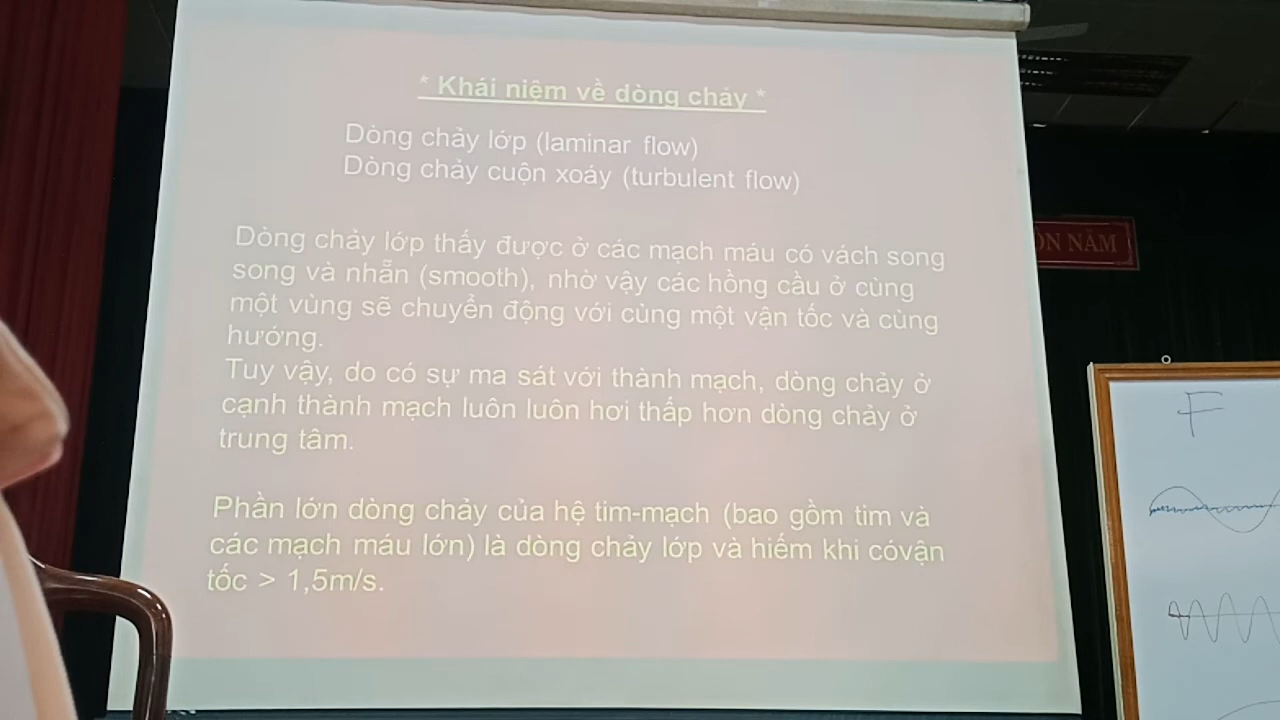 * Khái niệm về dòng chảy *
Dòng chảy lớp (laminar flow)
Dòng chảy cuộn xoáy (turbulent flow)
Dòng chảy lớp thấy được ở các mạch máu có vách song
song và nhẵn (smooth), nhờ vậy các hồng cầu ở cùng
một vùng sẽ chuyển động với cùng một vận tốc và cùng
hướng.
Tuy vậy, do có sự ma sát với thành mạch, dòng chảy ở
cạnh thành mạch luôn luôn hơi thấp hơn dòng chảy ở
trung tâm.
Phần lớn dòng chảy của hệ tim-mạch (bao gồm tim và
các mạch máu lớn) là dòng chảy lớp và hiếm khi cóvận
tốc > 1,5m/s.
NĂM
F